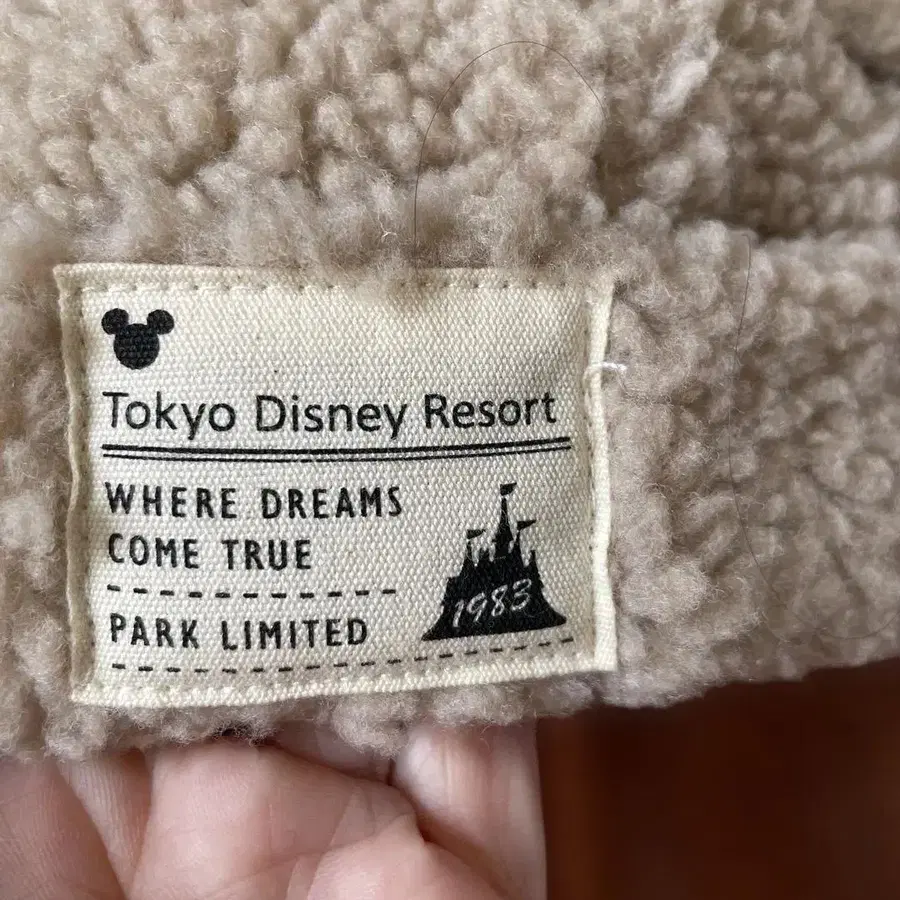 Tokyo Disney Resort
WHERE DREAMS
COME TRUE
PARK LIMITED
1983